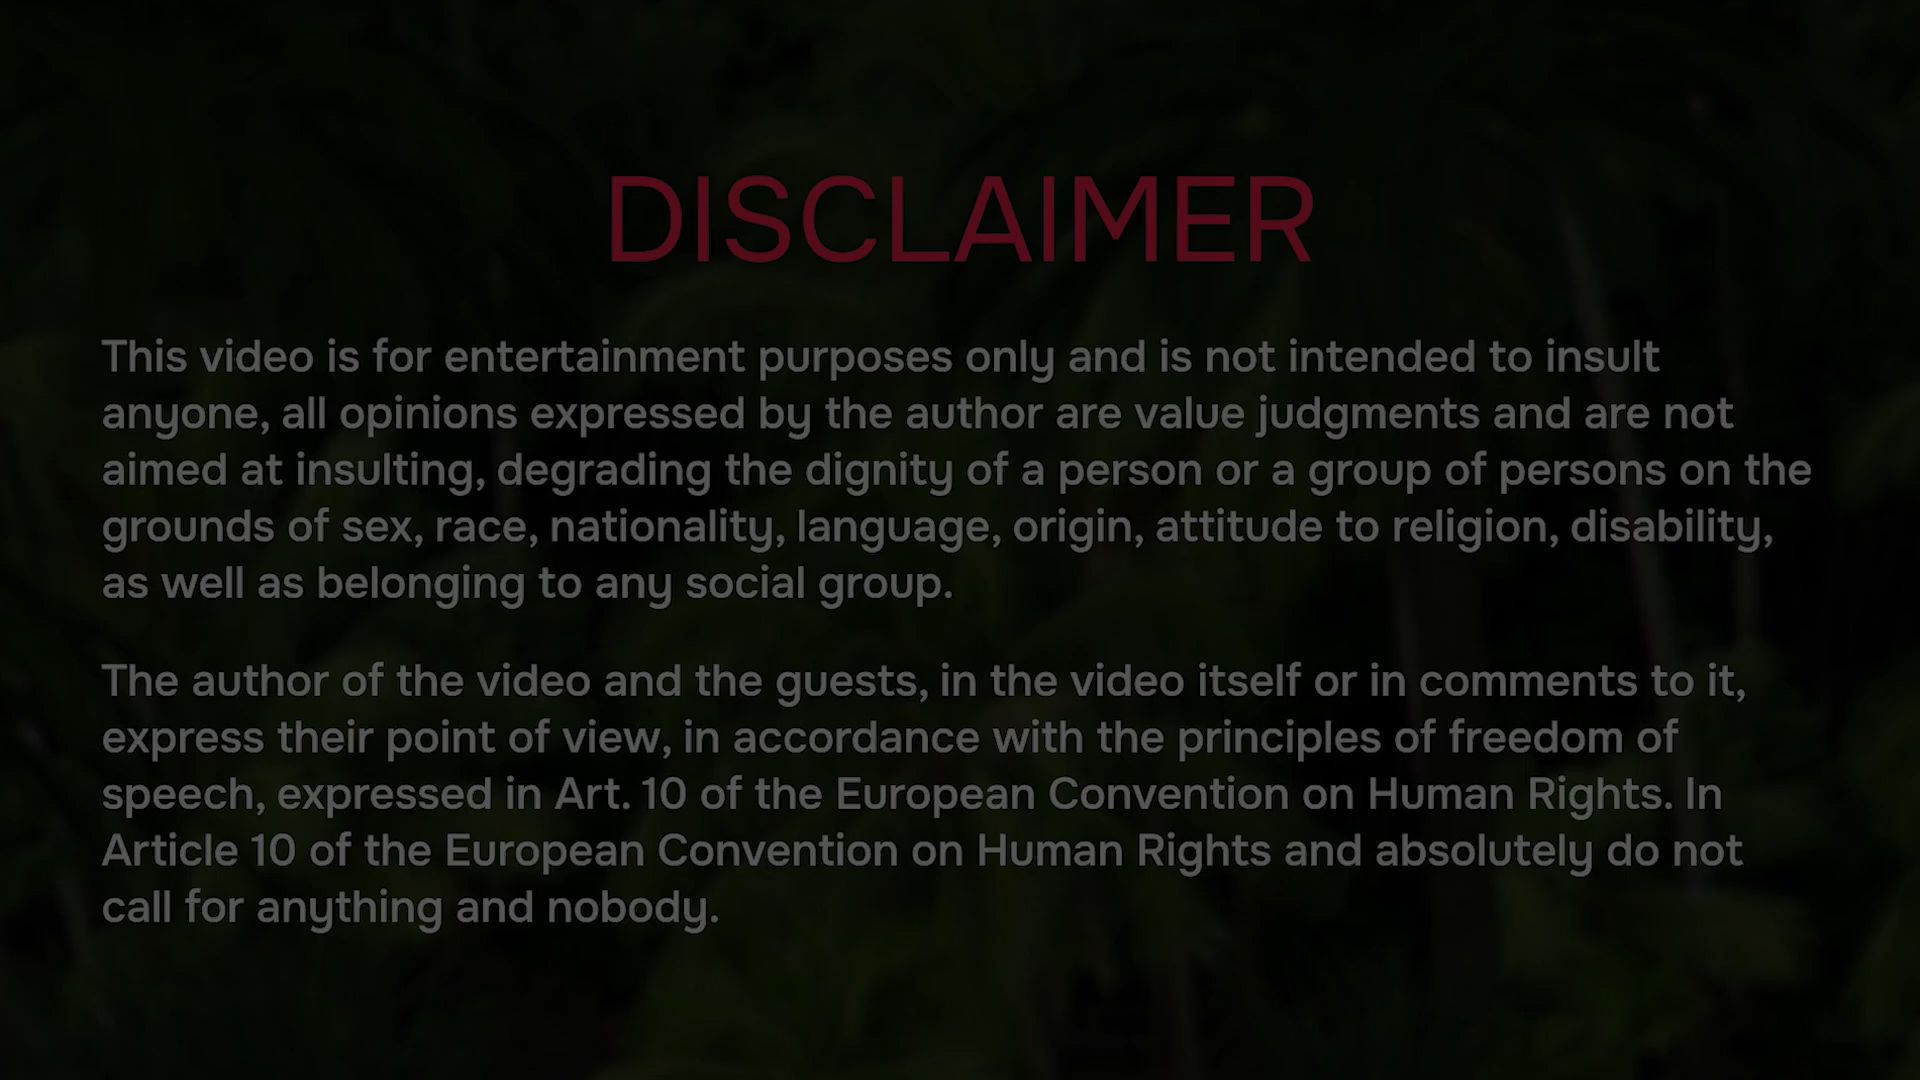 DISCLAIMER
This video is for entertainment purposes only and is not intended to insult
anyone, all opinions expressed by the author are value judgments and are not
aimed at insulting, degrading the dignity of a person or a group of persons on the
grounds of sex, race, nationality, language, origin, attitude to religion, disability,
as well as belonging to any social group.
The author of the video and the guests, in the video itself or in comments to it,
express their point of view, in accordance with the principles of freedom of
speech, expressed in Art. 10 of the European Convention on Human Rights. In
Article 10 of the European Convention on Human Rights and absolutely do not
call for anything and nobody.